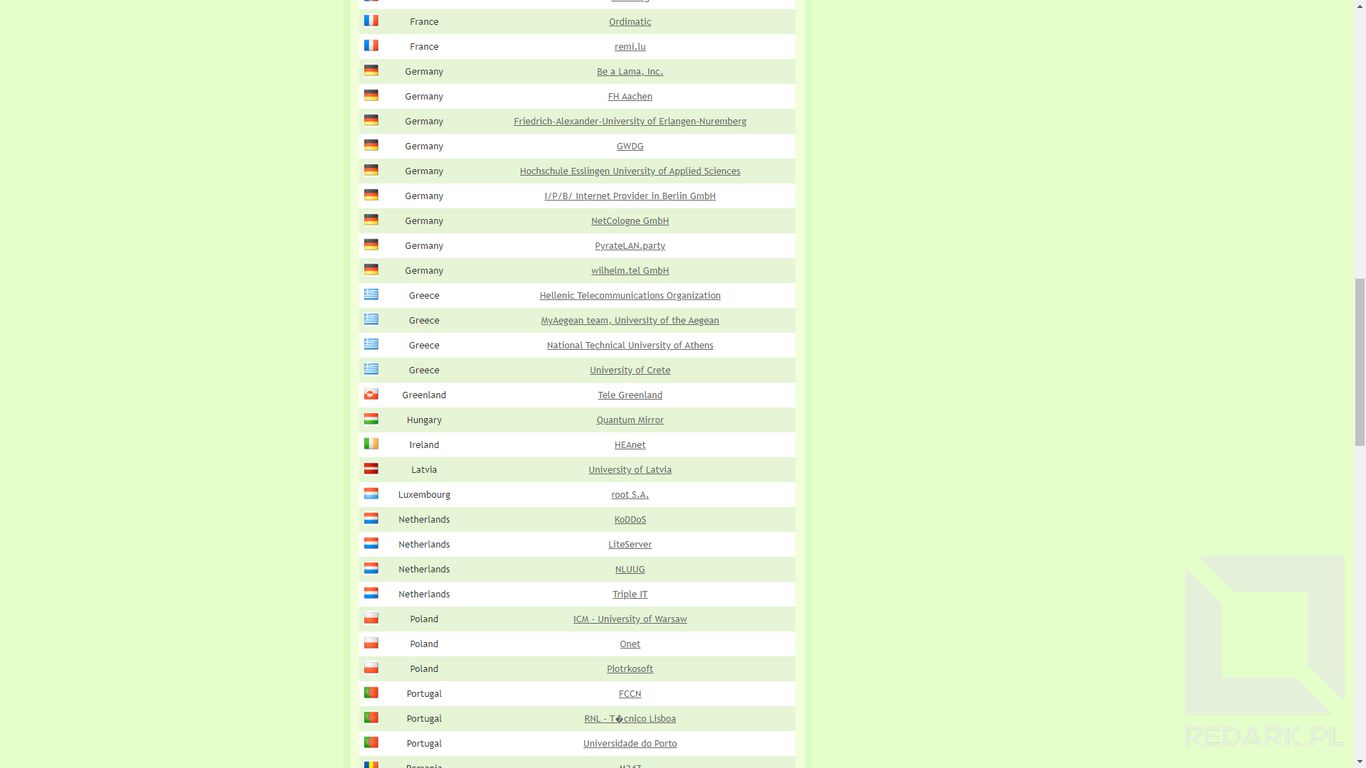 France Ordimatic
France remi.lu
Germany Be a Lama, Inc.
Germany FH Aachen
Germany Friedrich-Alexander-University of Erlangen-Nuremberg
Germany GWDG
Germany Hochschule Esslingen University of Applied Sciences
Germany I/P/B/ Internet Provider in Berlin GmbH
Germany NetCologne GmbH
Germany PyrateLAN.party
Germany wilhelm.tel GmbH
Greece Hellenic Telecommunications Organization
Greece MyAegean team, University of the Aegean
Greece National Technical University of Athens
Greece University of Crete
Greenland Tele Greenland
Hungary Quantum Mirror
Ireland HEAnet
Latvia University of Latvia
Luxembourg root S.A.
Netherlands KoDDoS
Netherlands LiteServer
Netherlands NLUUG
Netherlands Triple IT
Poland ICM - University of Warsaw
Poland Onet
Poland Piotrkosoft
Portugal FCCN
Portugal RNL - T�cnico Lisboa
Portugal Universidade do Porto
Romania M247
REDARK.PL